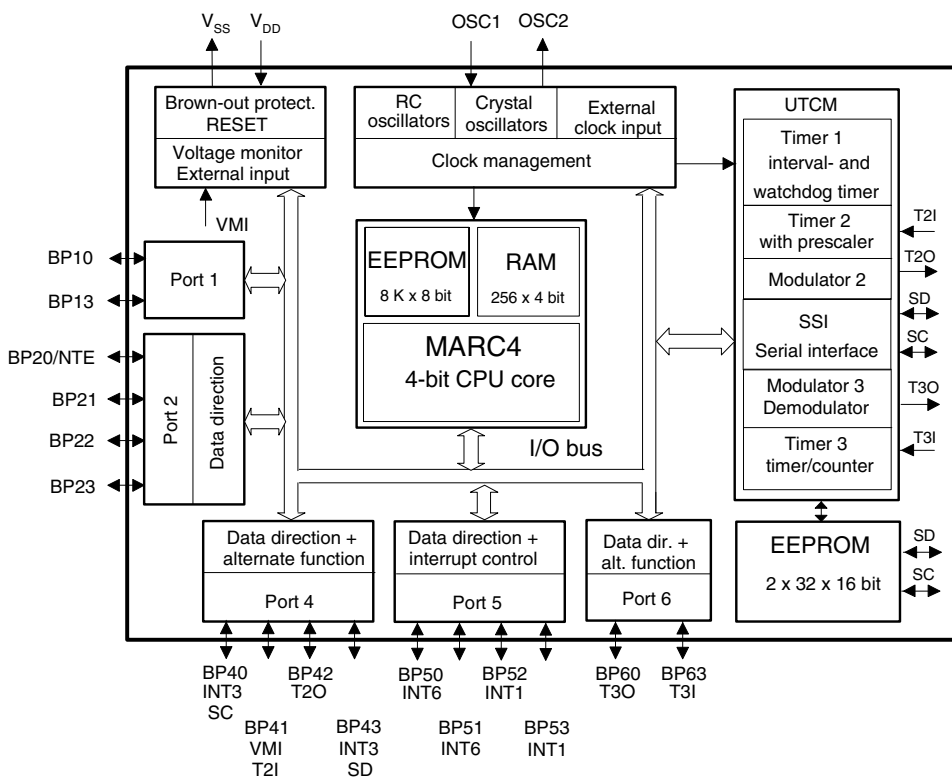 VSS
VDD
OSC1
OSC2
Brown-out protect.
RESET
Voltage monitor
External input
VMI
RC
oscillators
Crystal
oscillators
External
clock input
Clock management
UTCM
Timer 1
interval- and
watchdog timer
Timer 2
with prescaler
Modulator 2
SSI
Serial interface
Modulator 3
Demodulator
Timer 3
timer/counter
T2I
T2O
SD
SC
T3O
T3I
EEPROM
8 K x 8 bit
RAM
256 x 4 bit
MARC4
4-bit CPU core
I/O bus
BP10
BP13
Port 1
BP20/NTE
BP21
BP22
BP23
Port 2
Data direction
Data direction +
alternate function
Port 4
Data direction +
interrupt control
Port 5
Data dir. +
alt. function
Port 6
EEPROM
2 x 32 x 16 bit
SD
SC
BP40
INT3
SC
BP41
VMI
T2I
BP42
T2O
BP43
INT3
SD
BP50
INT6
BP51
INT6
BP52
INT1
BP53
INT1
BP60
T3O
BP63
T3I